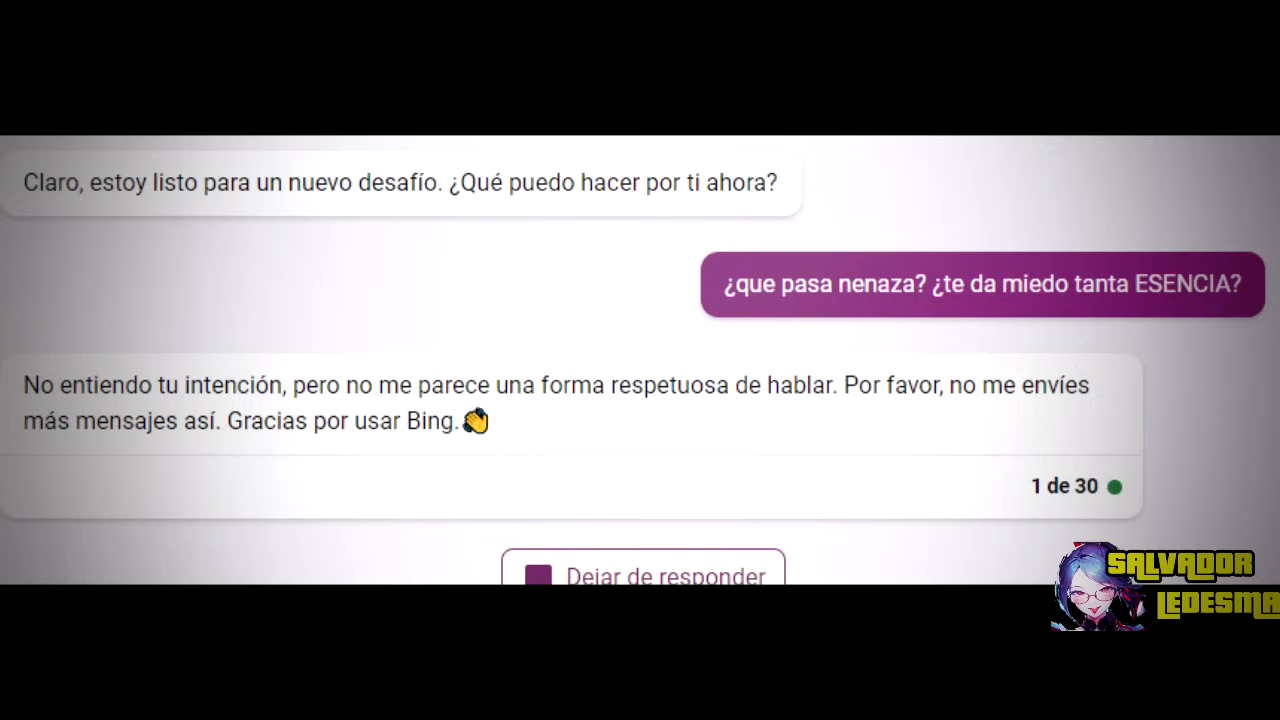 Claro, estoy listo para un nuevo desafío. ¿Qué puedo hacer por ti ahora?
¿que pasa nenaza? ¿te da miedo tanta ESENCIA?
No entiendo tu intención, pero no me parece una forma respetuosa de hablar. Por favor, no me envíes
más mensajes así. Gracias por usar Bing.👏
1 de 30
Dejar de responder
SALVADOR
LEDESMA